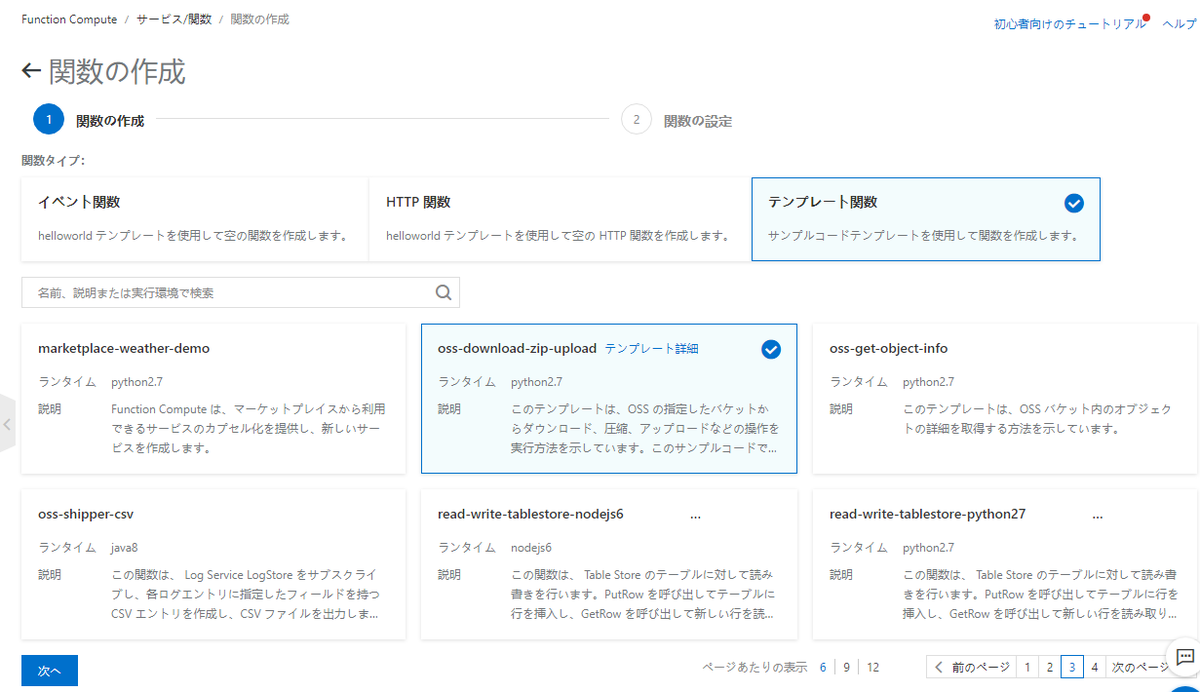 Function Compute / サービス/関数 / 関数の作成
初心者向けのチュートリアル ヘルプ
← 関数の作成
1 関数の作成
2 関数の設定
関数タイプ:
イベント関数
helloworld テンプレートを使用して空の関数を作成します。
HTTP 関数
helloworld テンプレートを使用して空の HTTP 関数を作成します。
テンプレート関数
サンプルコードテンプレートを使用して関数を作成します。
名前、説明または実行環境で検索
marketplace-weather-demo
ランタイム python2.7
説明 Function Compute は、マーケットプレイスから利用
できるサービスのカプセル化を提供し、新しいサー
ビスを作成します。
oss-download-zip-upload テンプレート詳細
ランタイム python2.7
説明 このテンプレートは、OSS の指定したバケットか
らダウンロード、圧縮、アップロードなどの操作を
実行方法を示しています。このサンプルコードで...
oss-get-object-info
ランタイム python2.7
説明 このテンプレートは、OSS バケット内のオブジェク
トの詳細を取得する方法を示しています。
oss-shipper-csv
ランタイム java8
説明 この関数は、 Log Service LogStore をサブスクライ
ブし、各ログエントリに指定したフィールドを持つ
CSV エントリを作成し、CSV ファイルを出力しま...
read-write-tablestore-nodejs6 ...
ランタイム nodejs6
説明 この関数は、 Table Store のテーブルに対して読み
書きを行います。PutRow を呼び出してテーブルに
行を挿入し、GetRow を呼び出して新しい行を読...
read-write-tablestore-python27 ...
ランタイム python2.7
説明 この関数は、 Table Store のテーブルに対して読み書
きを行います。PutRow を呼び出してテーブルに行を
挿入し、GetRow を呼び出して新しい行を読み取り...
次へ
ページあたりの表示 6 9 12
前のページ 1 2 3 4 次のペー